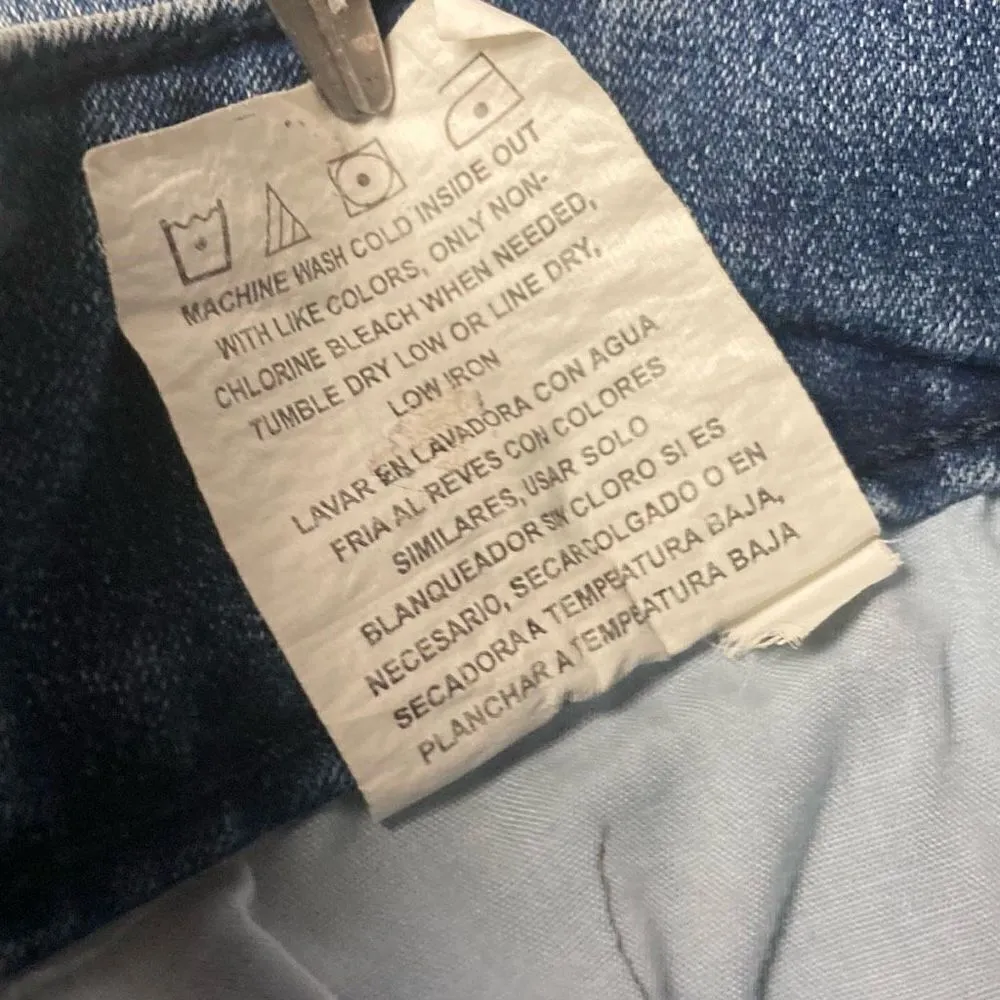 MACHINE WASH COLD INSIDE OUT
WITH LIKE COLORS, ONLY NON-
CHLORINE BLEACH WHEN NEEDED,
TUMBLE DRY LOW OR LINE DRY,
LOW IRON
LAVAR EN LAVADORA CON AGUA
FRIA AL REVES CON COLORES
SIMILARES, USAR SOLO
BLANQUEADOR SIN CLORO SI ES
NECESARIO, SECAR COLGADO O EN
SECADORA A TEMPEATURA BAJA,
PLANCHAR A TEMPEATURA BAJA